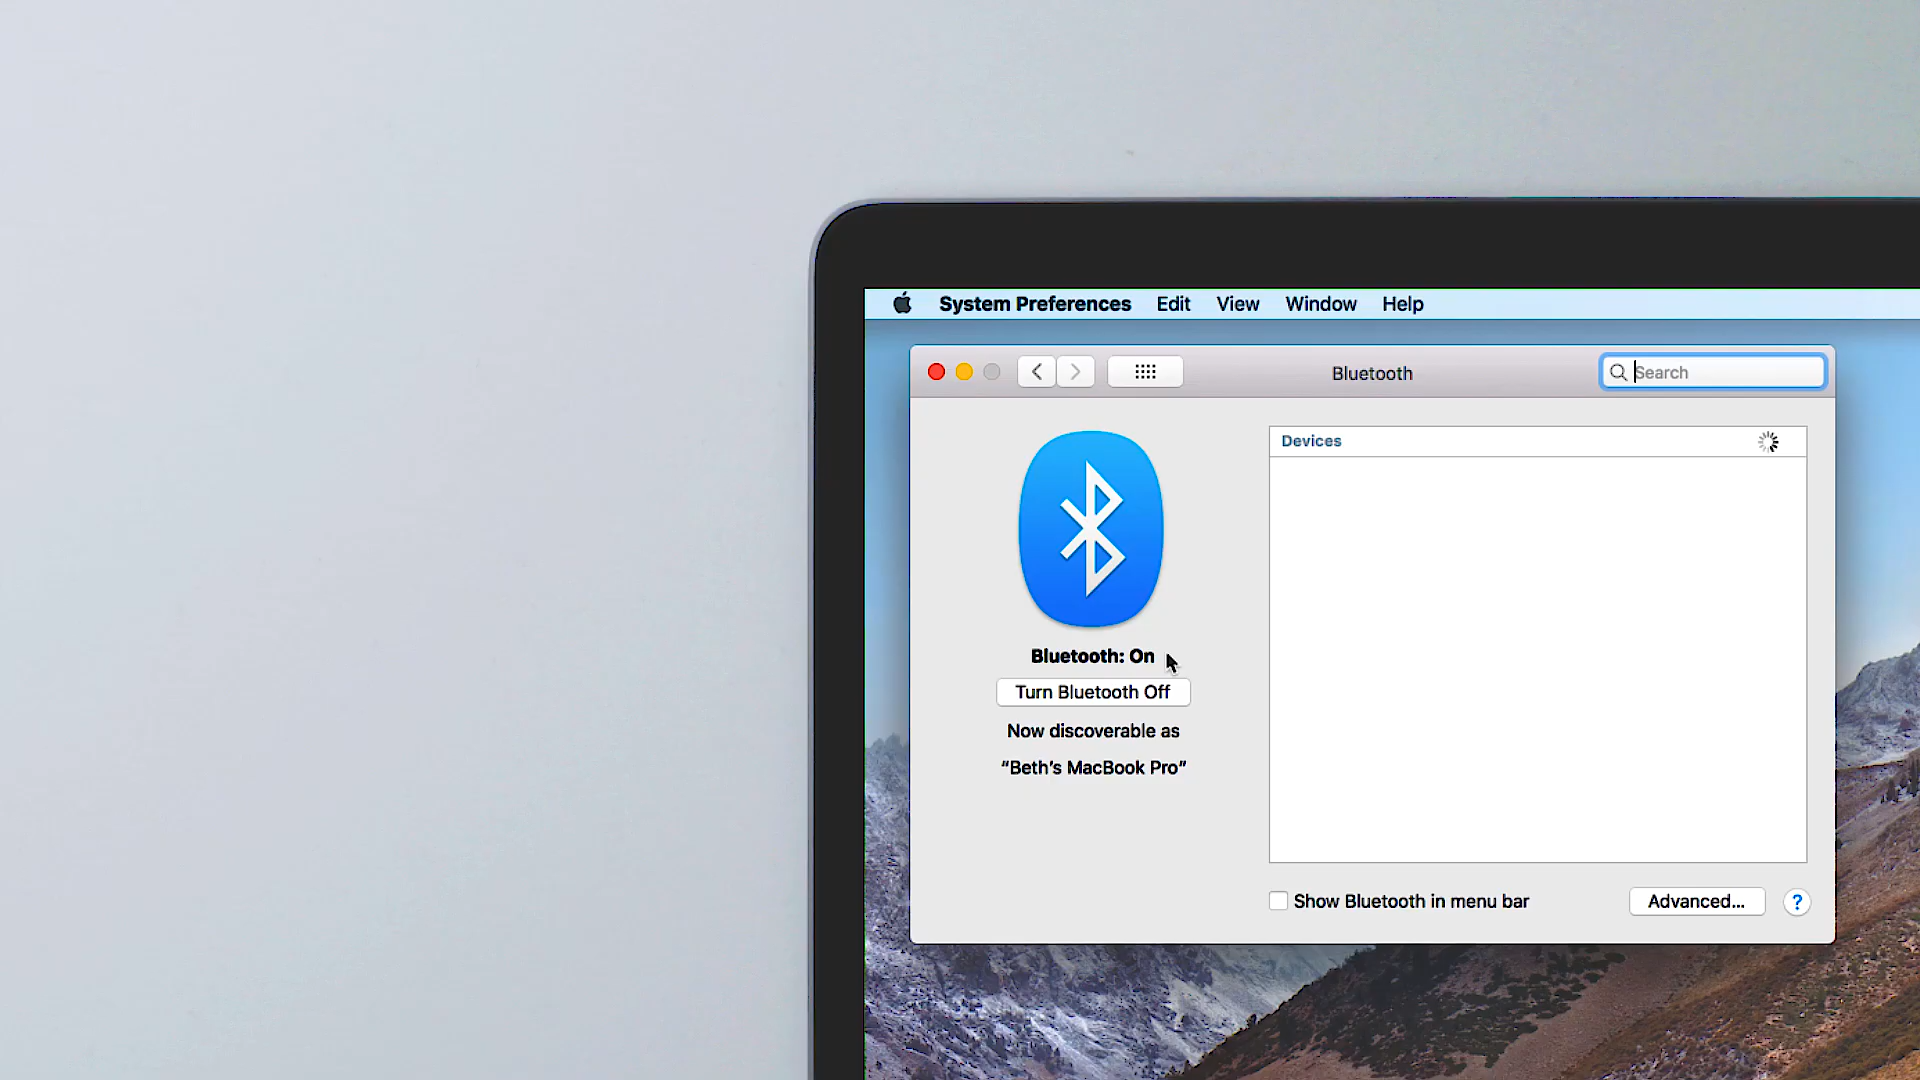 System Preferences Edit View Window Help
Bluetooth
Search
Devices
Bluetooth: On
Turn Bluetooth Off
Now discoverable as
“Beth’s MacBook Pro”
Show Bluetooth in menu bar
Advanced...
?